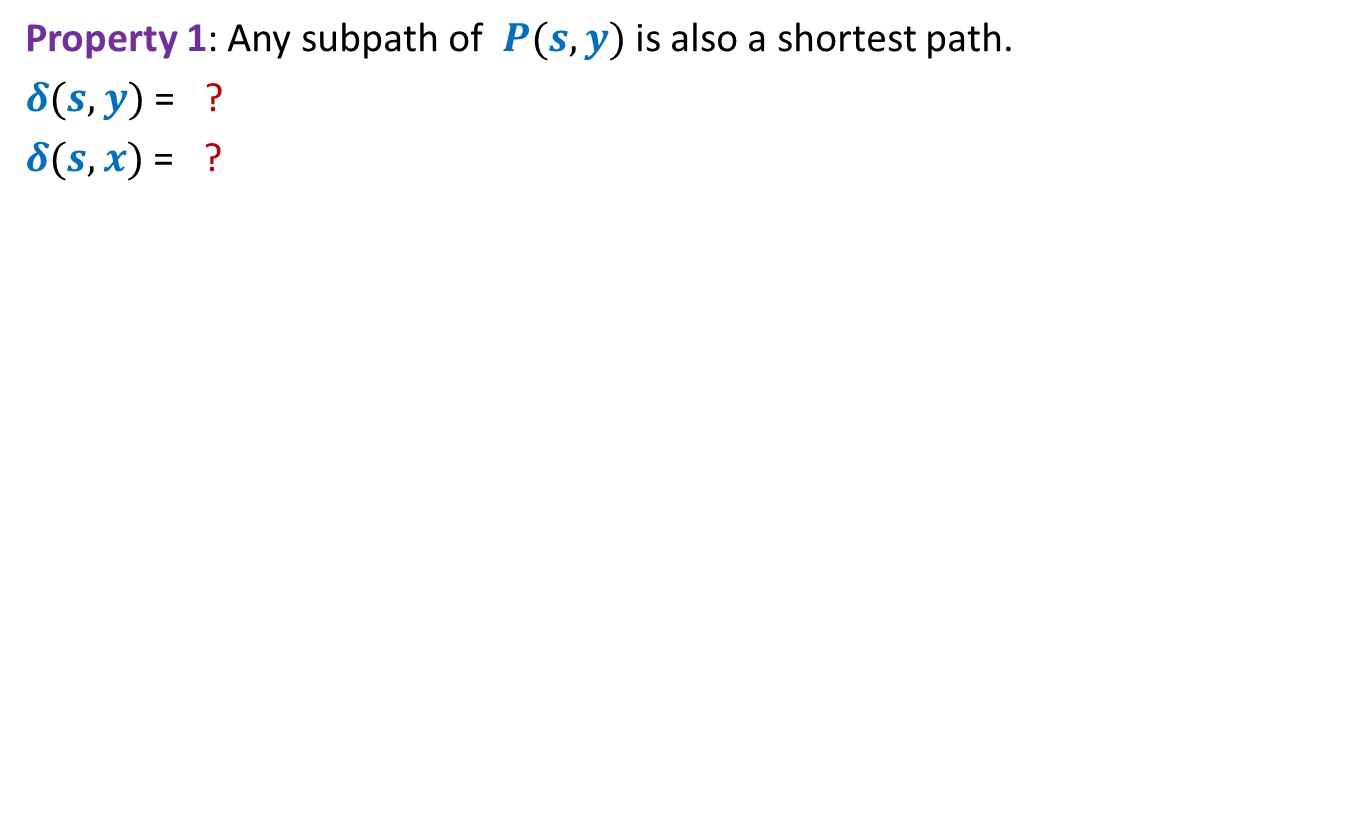 Property 1: Any subpath of P(s, y) is also a shortest path.
δ(s, y) = ?
δ(s, x) = ?